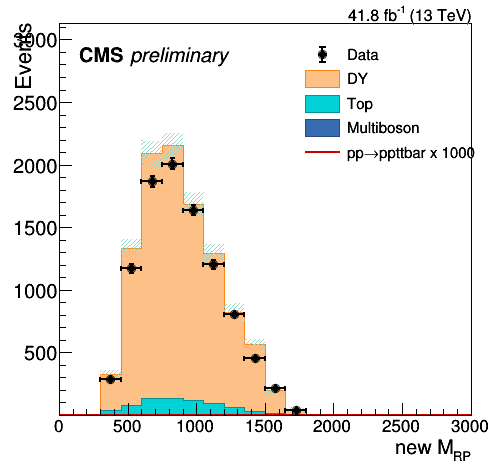 41.8 fb⁻¹ (13 TeV)
Events
CMS preliminary
Data
DY
Top
Multiboson
pp→ppttbar x 1000
3000
2500
2000
1500
1000
500
0 500 1000 1500 2000 2500 3000
new M_RP